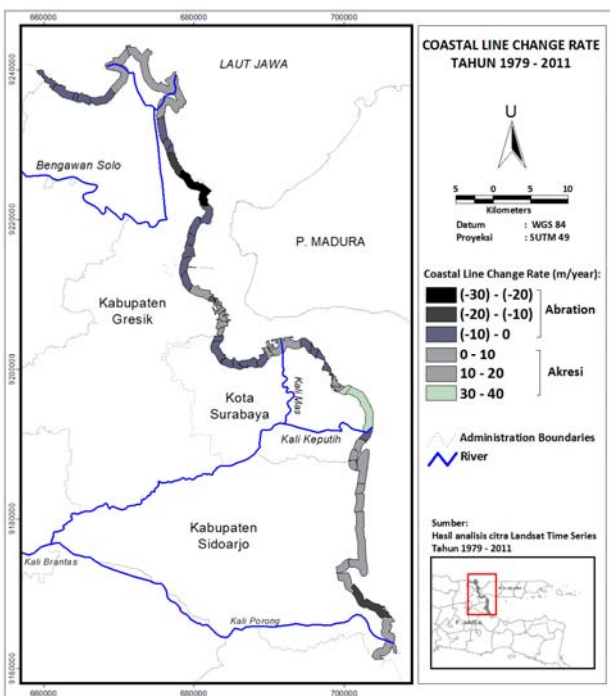 660000
680000
700000
9240000
9220000
9200000
9180000
9160000
LAUT JAWA
Bengawan Solo
P. MADURA
Kabupaten
Gresik
Kota
Surabaya
Kali Mas
Kali Keputih
Kabupaten
Sidoarjo
Kali Brantas
Kali Porong
660000
680000
700000
COASTAL LINE CHANGE RATE
TAHUN 1979 - 2011
U
5 0 5 10
Kilometers
Datum : WGS 84
Proyeksi : SUTM 49
Coastal Line Change Rate (m/year):
(-30) - (-20)
(-20) - (-10)
(-10) - 0
Abration
0 - 10
10 - 20
30 - 40
Akresi
Administration Boundaries
River
Sumber:
Hasil analisis citra Landsat Time Series
Tahun 1979 - 2011